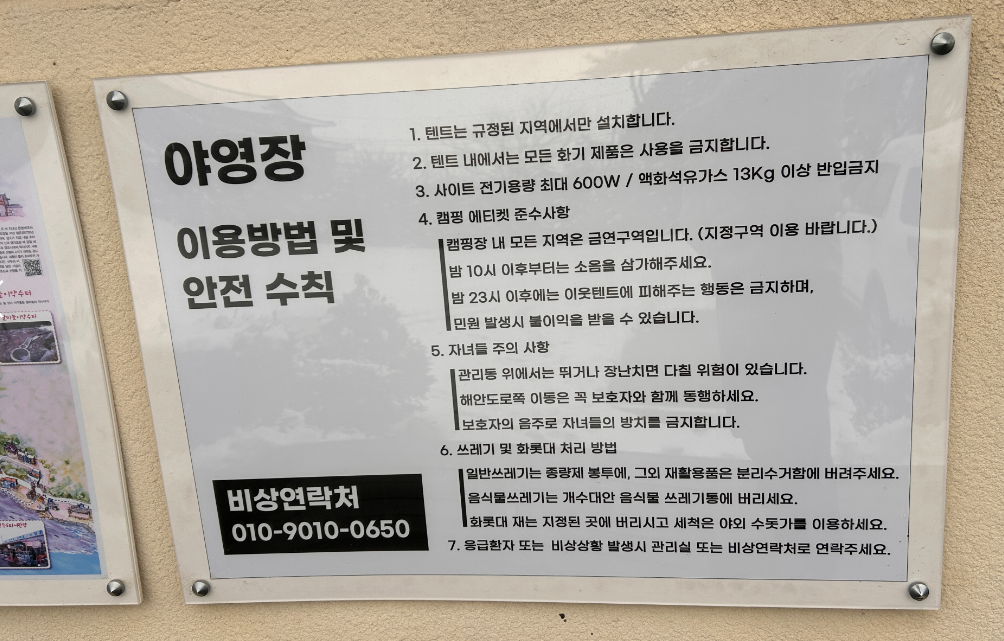 야영장
이용방법 및
안전 수칙
비상연락처
010-9010-0650
1. 텐트는 규정된 지역에서만 설치합니다.
2. 텐트 내에서는 모든 화기 제품은 사용을 금지합니다.
3. 사이트 전기용량 최대 600W / 액화석유가스 13Kg 이상 반입금지
4. 캠핑 에티켓 준수사항
캠핑장 내 모든 지역은 금연구역입니다. (지정구역 이용 바랍니다.)
밤 10시 이후부터는 소음을 삼가해주세요.
밤 23시 이후에는 이웃텐트에 피해주는 행동은 금지하며,
민원 발생시 불이익을 받을 수 있습니다.
5. 자녀들 주의 사항
관리동 위에서는 뛰거나 장난치면 다칠 위험이 있습니다.
해안도로쪽 이동은 꼭 보호자와 함께 동행하세요.
보호자의 음주로 자녀들의 방치를 금지합니다.
6. 쓰레기 및 화롯대 처리 방법
일반쓰레기는 종량제 봉투에, 그외 재활용품은 분리수거함에 버려주세요.
음식물쓰레기는 개수대안 음식물 쓰레기통에 버리세요.
화롯대 재는 지정된 곳에 버리시고 세척은 야외 수돗가를 이용하세요.
7. 응급환자 또는 비상상황 발생시 관리실 또는 비상연락처로 연락주세요.